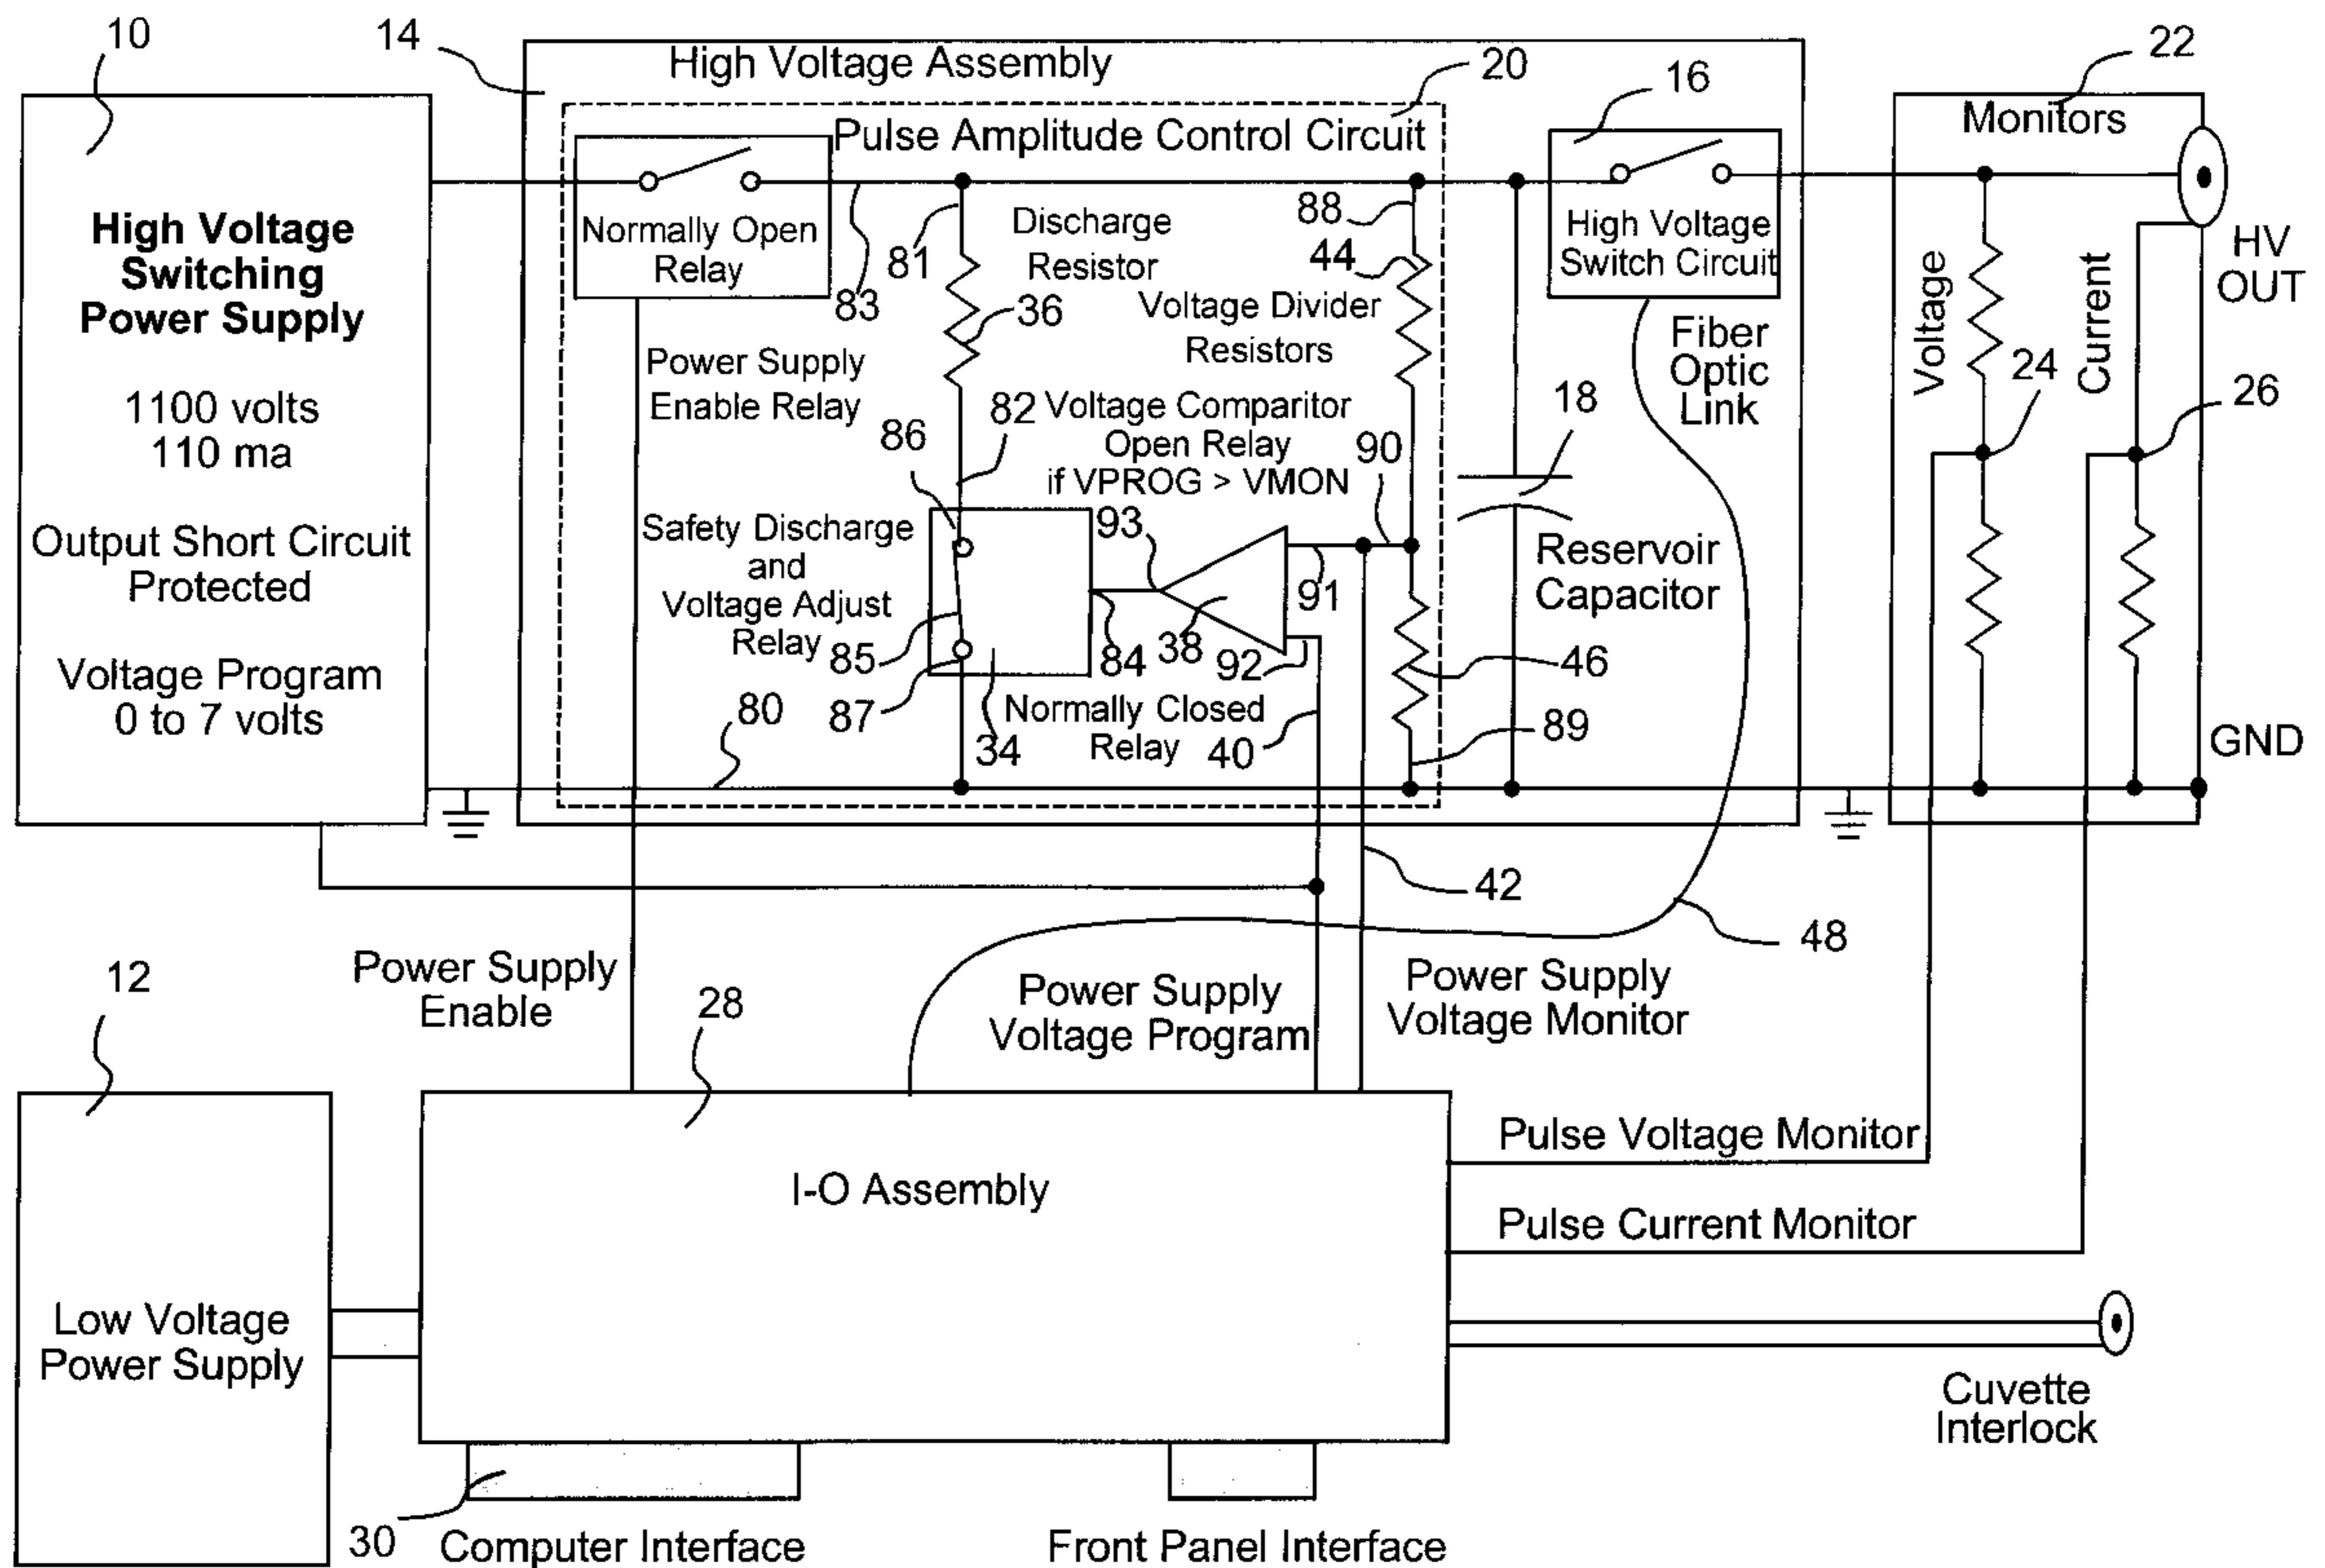 10
14
High Voltage Assembly
20
16
22
Monitors
Pulse Amplitude Control Circuit
High Voltage
Switching
Power Supply
1100 volts
110 ma
Output Short Circuit
Protected
Voltage Program
0 to 7 volts
Normally Open
Relay
83
81
Discharge
Resistor
36
88
44
Voltage Divider
Resistors
High Voltage
Switch Circuit
Fiber
Optic
Link
Voltage
Current
HV
OUT
24
26
Power Supply
Enable Relay
86
82
Voltage Comparitor
Open Relay
if VPROG > VMON
90
18
Reservoir
Capacitor
Safety Discharge
and
Voltage Adjust
Relay
85
87
93
84
38
91
92
46
80
34
Normally Closed
Relay
40
89
GND
42
48
12
Power Supply
Enable
28
Power Supply
Voltage Program
Power Supply
Voltage Monitor
Pulse Voltage Monitor
I-O Assembly
Pulse Current Monitor
Low Voltage
Power Supply
Cuvette
Interlock
30
Computer Interface
Front Panel Interface